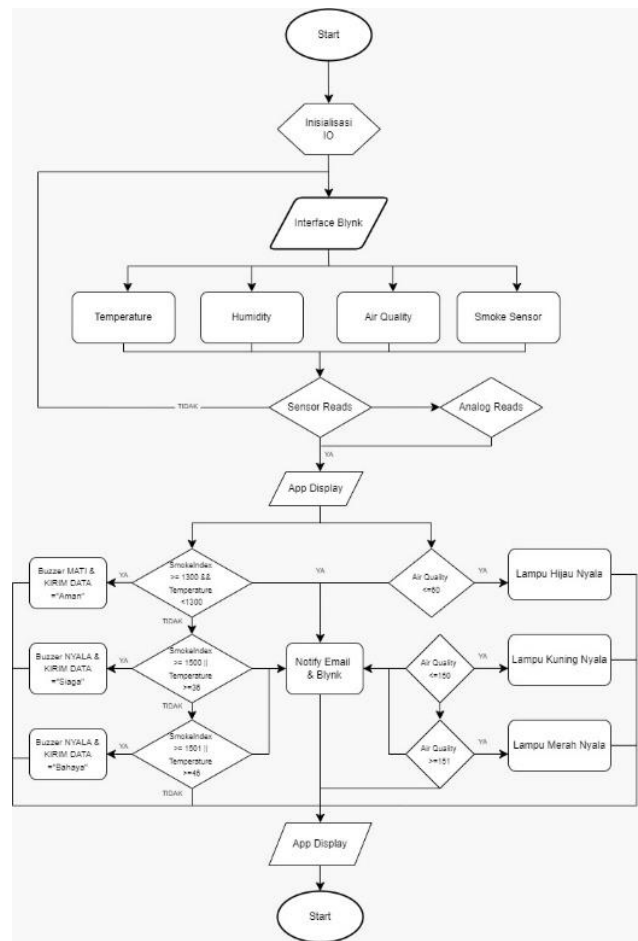 Start
Inisialisasi
IO
Interface Blynk
Temperature
Humidity
Air Quality
Smoke Sensor
TIDAK
Sensor Reads
Analog Reads
YA
App Display
Buzzer MATI &
KIRIM DATA
="Aman"
YA
SmokeIndex
>= 1300 &&
Temperature
<1300
YA
Air Quality
<=60
YA
Lampu Hijau Nyala
TIDAK
Buzzer NYALA &
KIRIM DATA
="Siaga"
YA
SmokeIndex
>= 1500 ||
Temperature
>=36
Notify Email
& Blynk
Air Quality
<=150
YA
Lampu Kuning Nyala
TIDAK
Buzzer NYALA &
KIRIM DATA
="Bahaya"
YA
SmokeIndex
>= 1501 ||
Temperature
>=46
Air Quality
>=151
YA
Lampu Merah Nyala
TIDAK
App Display
Start